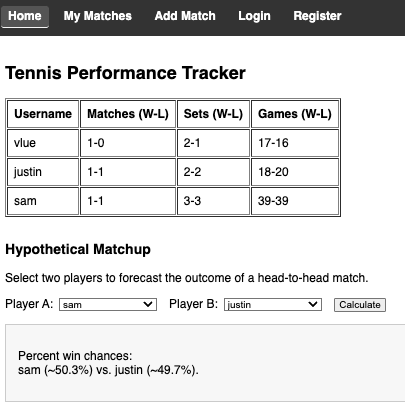 Home My Matches Add Match Login Register
Tennis Performance Tracker
Username Matches (W-L) Sets (W-L) Games (W-L)
vlue 1-0 2-1 17-16
justin 1-1 2-2 18-20
sam 1-1 3-3 39-39
Hypothetical Matchup
Select two players to forecast the outcome of a head-to-head match.
Player A: sam Player B: justin Calculate
Percent win chances:
sam (~50.3%) vs. justin (~49.7%).